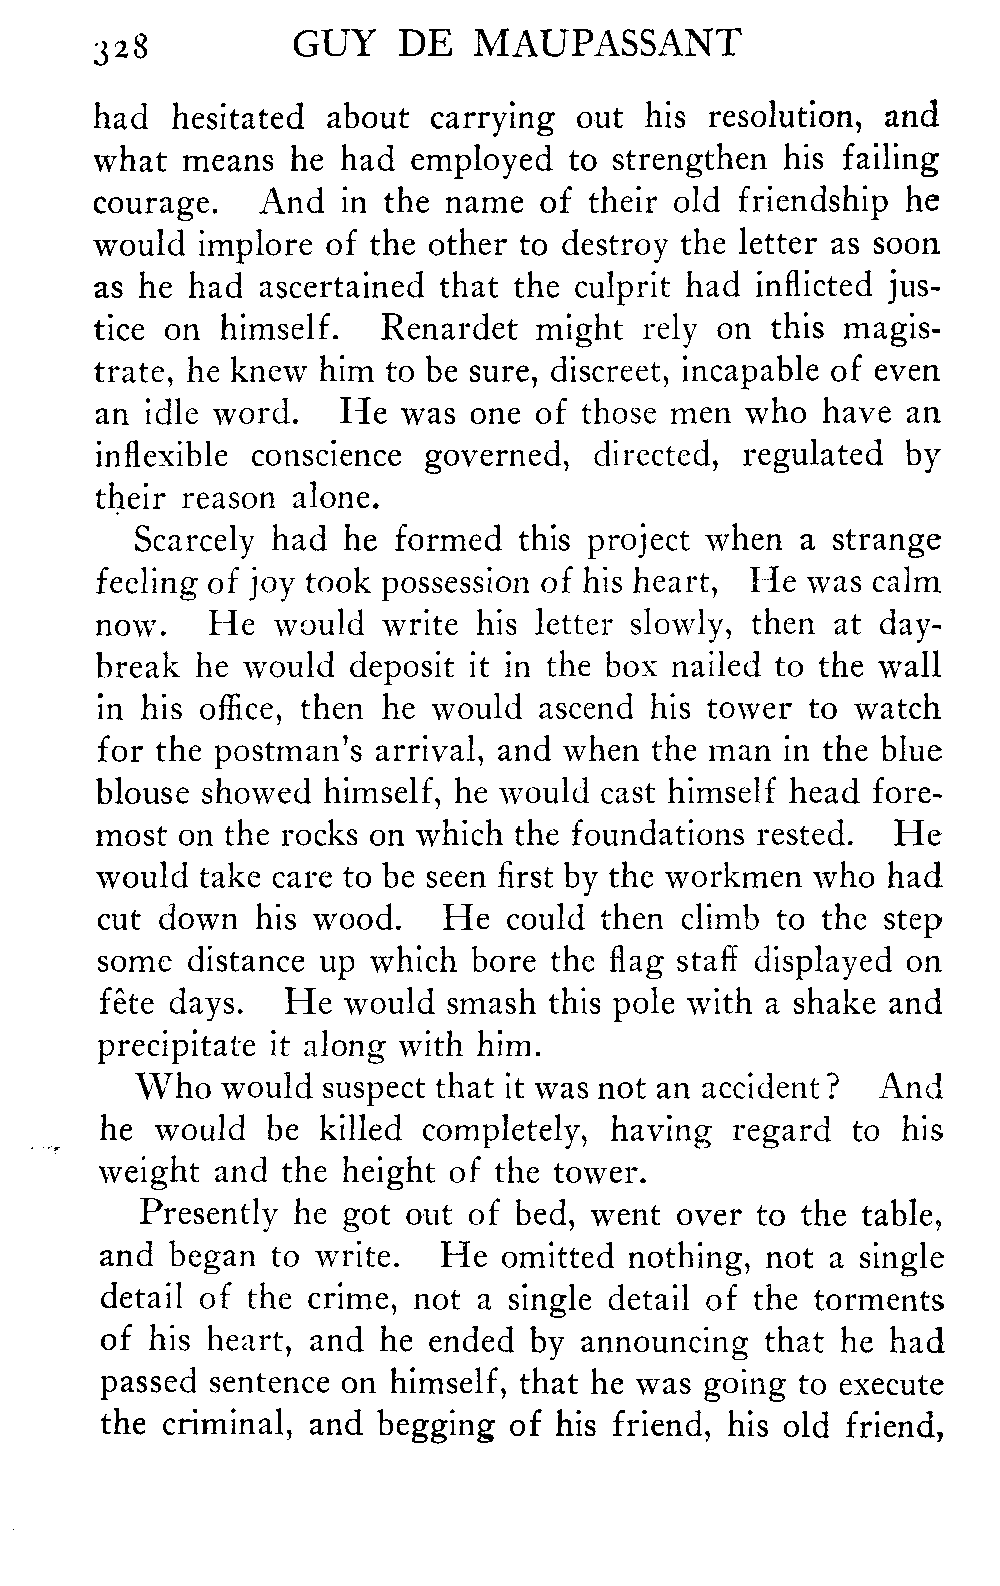 328 GUY DE MAUPASSANT
had hesitated about carrying out his resolution, and
what means he had employed to strengthen his failing
courage. And in the name of their old friendship he
would implore of the other to destroy the letter as soon
as he had ascertained that the culprit had inflicted jus-
tice on himself. Renardet might rely on this magis-
trate, he knew him to be sure, discreet, incapable of even
an idle word. He was one of those men who have an
inflexible conscience governed, directed, regulated by
their reason alone.
Scarcely had he formed this project when a strange
feeling of joy took possession of his heart, He was calm
now. He would write his letter slowly, then at day-
break he would deposit it in the box nailed to the wall
in his office, then he would ascend his tower to watch
for the postman's arrival, and when the man in the blue
blouse showed himself, he would cast himself head fore-
most on the rocks on which the foundations rested. He
would take care to be seen first by the workmen who had
cut down his wood. He could then climb to the step
some distance up which bore the flag staff displayed on
fête days. He would smash this pole with a shake and
precipitate it along with him.
Who would suspect that it was not an accident? And
he would be killed completely, having regard to his
weight and the height of the tower.
Presently he got out of bed, went over to the table,
and began to write. He omitted nothing, not a single
detail of the crime, not a single detail of the torments
of his heart, and he ended by announcing that he had
passed sentence on himself, that he was going to execute
the criminal, and begging of his friend, his old friend,